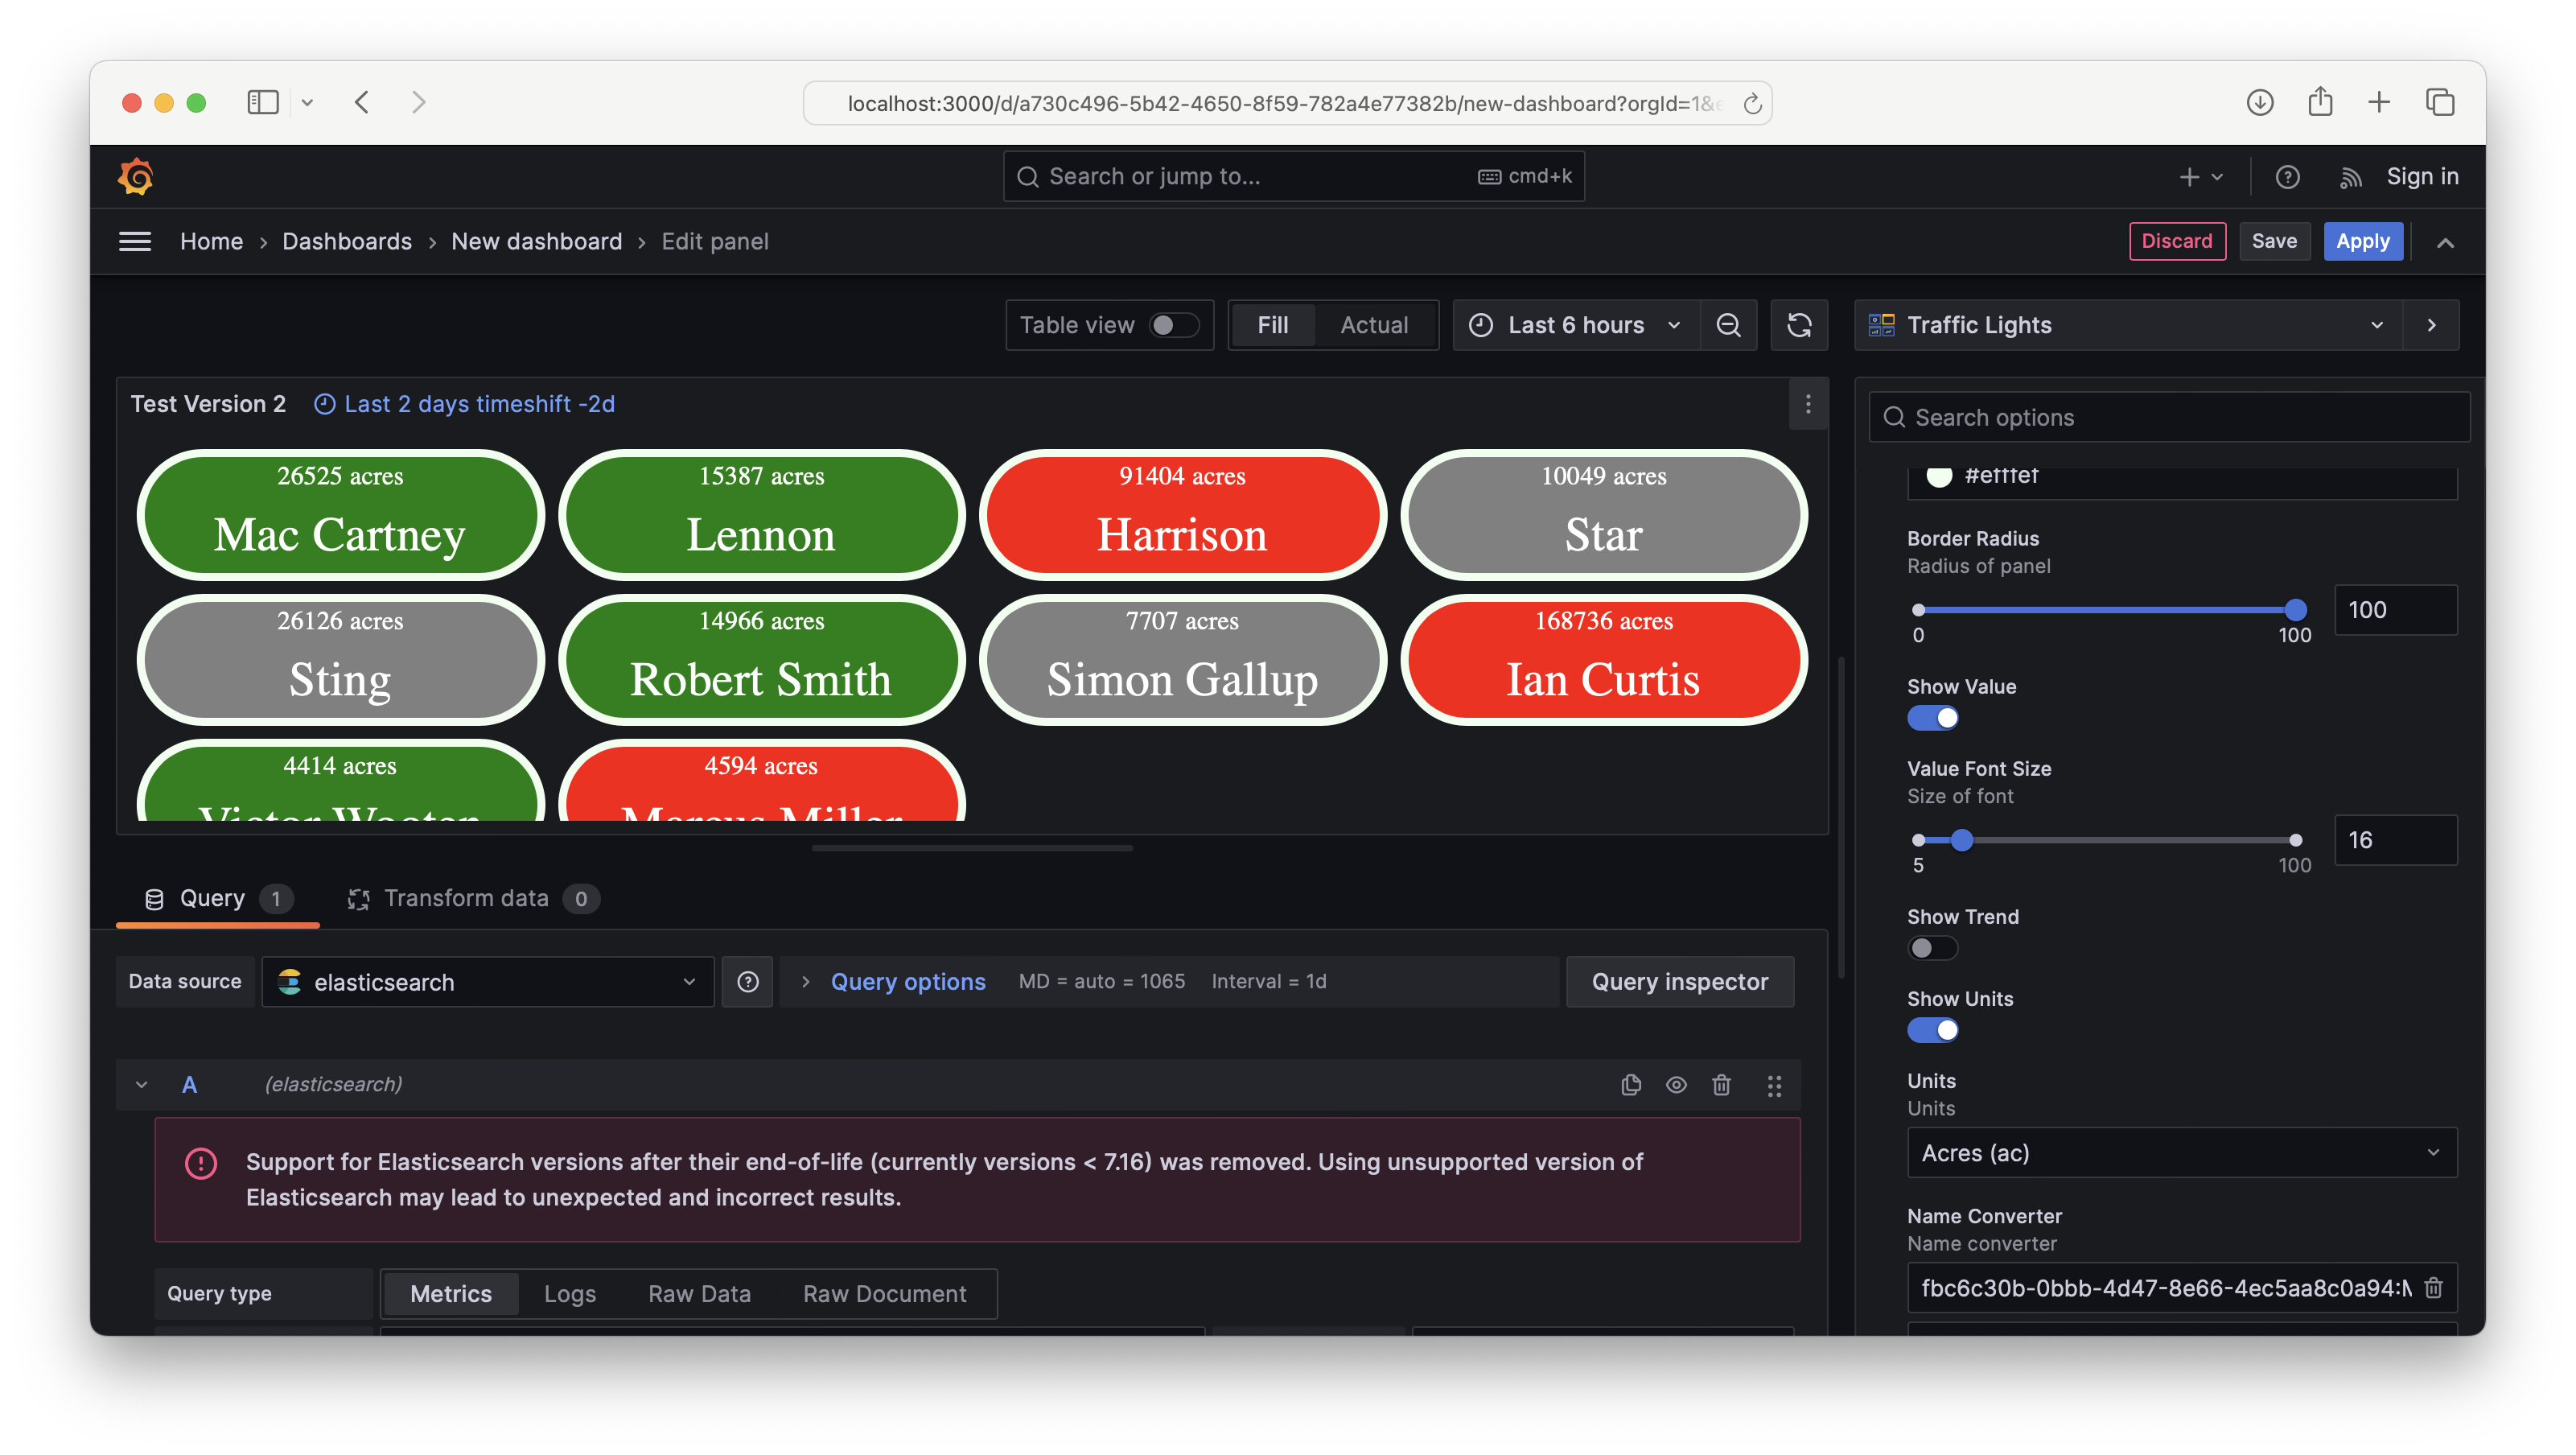 localhost:3000/d/a730c496-5b42-4650-8f59-782a4e77382b/new-dashboard?orgId=1&e
Search or jump to... cmd+k
Sign in
Home › Dashboards › New dashboard › Edit panel
Discard Save Apply
Table view Fill Actual Last 6 hours
Traffic Lights
Test Version 2 Last 2 days timeshift -2d
Search options
26525 acres
Mac Cartney
15387 acres
Lennon
91404 acres
Harrison
10049 acres
Star
26126 acres
Sting
14966 acres
Robert Smith
7707 acres
Simon Gallup
168736 acres
Ian Curtis
4414 acres
Victor Wooten
4594 acres
Marcus Miller
#efffef
Border Radius
Radius of panel
100
0 100
Show Value
Value Font Size
Size of font
16
5 100
Show Trend
Show Units
Units
Units
Acres (ac)
Name Converter
Name converter
fbc6c30b-0bbb-4d47-8e66-4ec5aa8c0a94:M
Query 1 Transform data 0
Data source elasticsearch Query options MD = auto = 1065 Interval = 1d Query inspector
A (elasticsearch)
Support for Elasticsearch versions after their end-of-life (currently versions < 7.16) was removed. Using unsupported version of
Elasticsearch may lead to unexpected and incorrect results.
Query type Metrics Logs Raw Data Raw Document